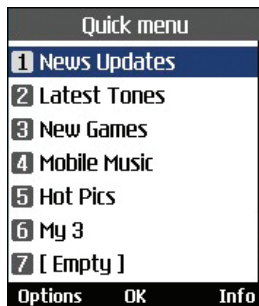 Quick menu
1 News Updates
2 Latest Tones
3 New Games
4 Mobile Music
5 Hot Pics
6 My 3
7 [ Empty ]
Options OK Info